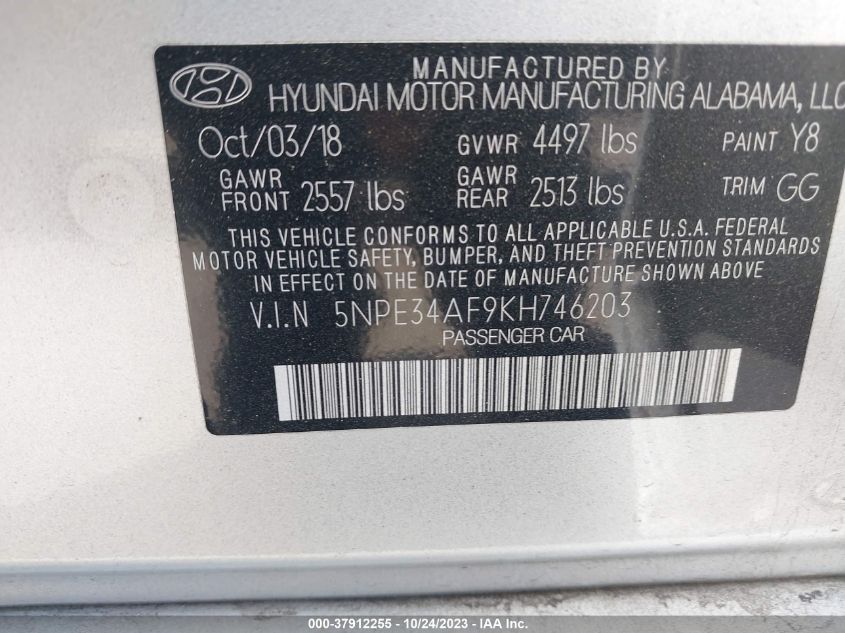 MANUFACTURED BY
HYUNDAI MOTOR MANUFACTURING ALABAMA, LLC
Oct/03/18 GVWR 4497 lbs PAINT Y8
GAWR FRONT 2557 lbs GAWR REAR 2513 lbs TRIM GG
THIS VEHICLE CONFORMS TO ALL APPLICABLE U.S.A. FEDERAL
MOTOR VEHICLE SAFETY, BUMPER, AND THEFT PREVENTION STANDARDS
IN EFFECT ON THE DATE OF MANUFACTURE SHOWN ABOVE
V.I.N 5NPE34AF9KH746203
PASSENGER CAR
000-37912255 - 10/24/2023 - IAA Inc.